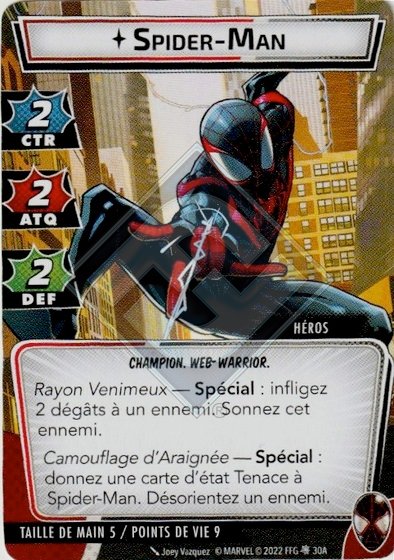 SPIDER-MAN
2
CTR
2
ATQ
2
DEF
HÉROS
CHAMPION. WEB-WARRIOR.
Rayon Venimeux — Spécial : infligez
2 dégâts à un ennemi. Sonnez cet
ennemi.
Camouflage d'Araignée — Spécial :
donnez une carte d'état Tenace à
Spider-Man. Désorientez un ennemi.
TAILLE DE MAIN 5 / POINTS DE VIE 9
Joey Vazquez © MARVEL © 2022 FFG 30A